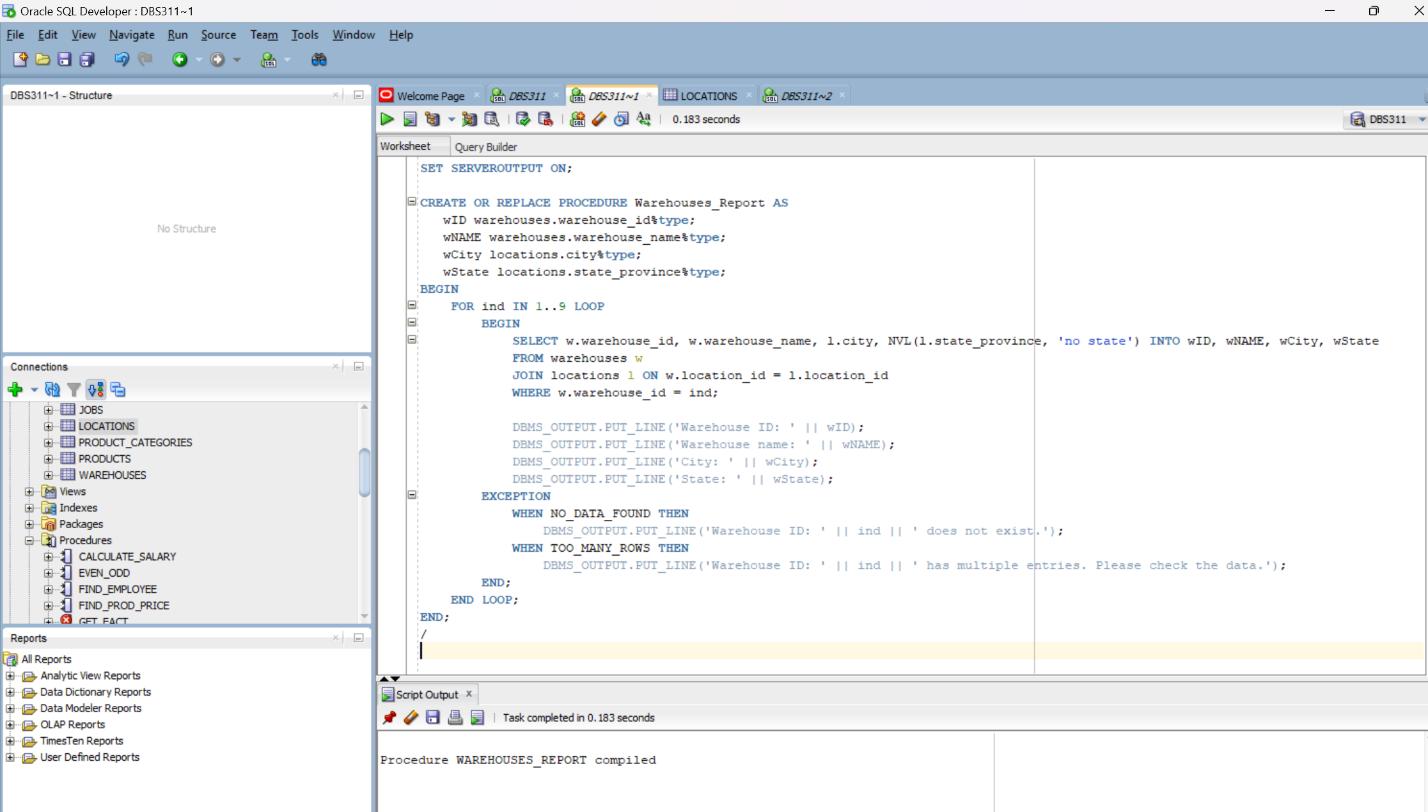 Oracle SQL Developer : DBS311~1
File Edit View Navigate Run Source Team Tools Window Help
DBS311~1 - Structure
No Structure
Connections
JOBS
LOCATIONS
PRODUCT_CATEGORIES
PRODUCTS
WAREHOUSES
Views
Indexes
Packages
Procedures
CALCULATE_SALARY
EVEN_ODD
FIND_EMPLOYEE
FIND_PROD_PRICE
GET_FACT
Reports
All Reports
Analytic View Reports
Data Dictionary Reports
Data Modeler Reports
OLAP Reports
TimesTen Reports
User Defined Reports
Welcome Page DBS311 DBS311~1 LOCATIONS DBS311~2
0.183 seconds DBS311
Worksheet Query Builder
SET SERVEROUTPUT ON;
CREATE OR REPLACE PROCEDURE Warehouses_Report AS
wID warehouses.warehouse_id%type;
wNAME warehouses.warehouse_name%type;
wCity locations.city%type;
wState locations.state_province%type;
BEGIN
FOR ind IN 1..9 LOOP
BEGIN
SELECT w.warehouse_id, w.warehouse_name, l.city, NVL(l.state_province, 'no state') INTO wID, wNAME, wCity, wState
FROM warehouses w
JOIN locations l ON w.location_id = l.location_id
WHERE w.warehouse_id = ind;
DBMS_OUTPUT.PUT_LINE('Warehouse ID: ' || wID);
DBMS_OUTPUT.PUT_LINE('Warehouse name: ' || wNAME);
DBMS_OUTPUT.PUT_LINE('City: ' || wCity);
DBMS_OUTPUT.PUT_LINE('State: ' || wState);
EXCEPTION
WHEN NO_DATA_FOUND THEN
DBMS_OUTPUT.PUT_LINE('Warehouse ID: ' || ind || ' does not exist.');
WHEN TOO_MANY_ROWS THEN
DBMS_OUTPUT.PUT_LINE('Warehouse ID: ' || ind || ' has multiple entries. Please check the data.');
END;
END LOOP;
END;
/
Script Output
Task completed in 0.183 seconds
Procedure WAREHOUSES_REPORT compiled